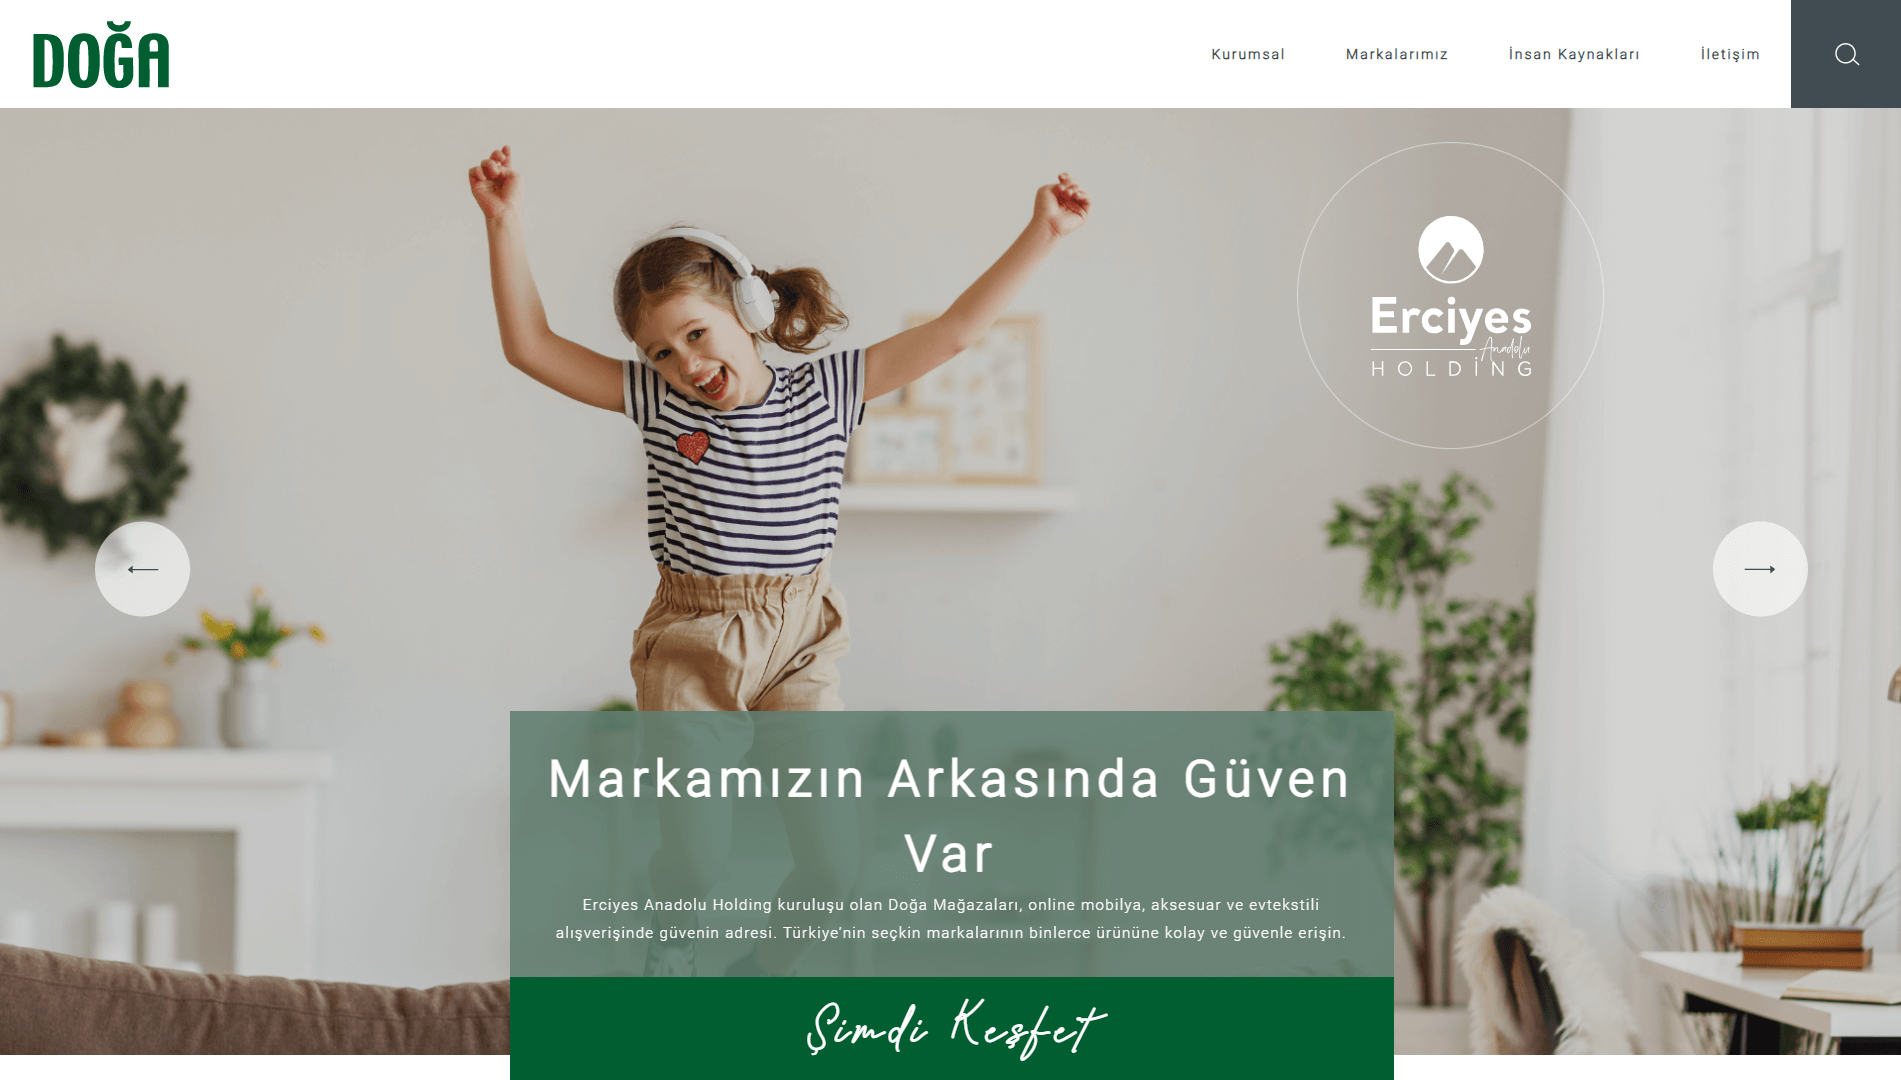 DOĞA
Kurumsal
Markalarımız
İnsan Kaynakları
İletişim
Erciyes
Anadolu
HOLDİNG
Markamızın Arkasında Güven
Var
Erciyes Anadolu Holding kuruluşu olan Doğa Mağazaları, online mobilya, aksesuar ve evtekstili
alışverişinde güvenin adresi. Türkiye’nin seçkin markalarının binlerce ürününe kolay ve güvenle erişin.
Şimdi Keşfet